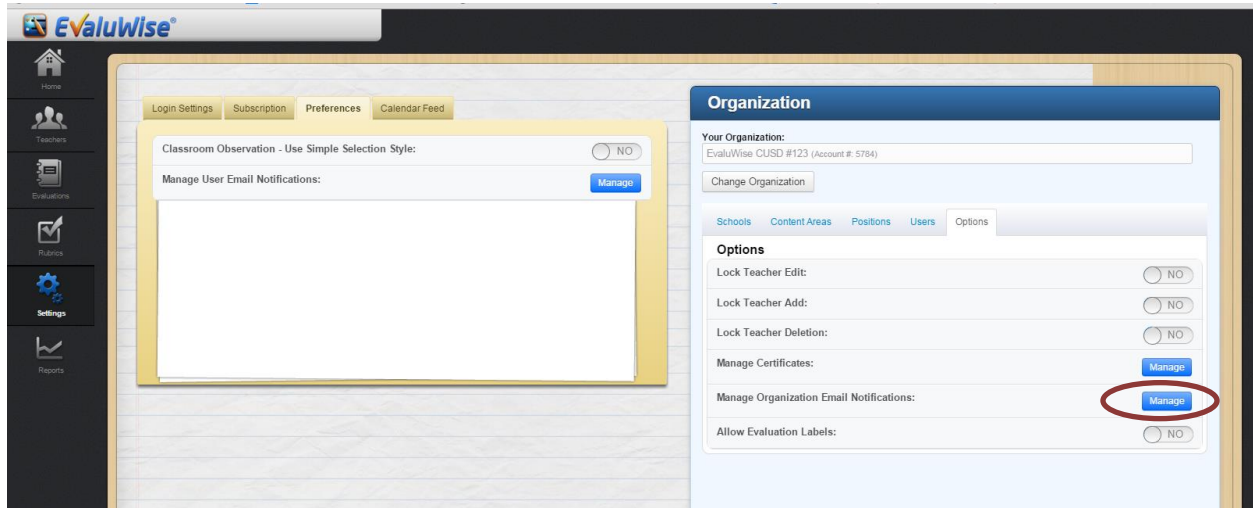 EvaluWise®
Home
Teachers
Evaluations
Rubrics
Settings
Reports
Login Settings Subscription Preferences Calendar Feed
Classroom Observation - Use Simple Selection Style: NO
Manage User Email Notifications: Manage
Organization
Your Organization:
EvaluWise CUSD #123 (Account #: 5784)
Change Organization
Schools Content Areas Positions Users Options
Options
Lock Teacher Edit: NO
Lock Teacher Add: NO
Lock Teacher Deletion: NO
Manage Certificates: Manage
Manage Organization Email Notifications: Manage
Allow Evaluation Labels: NO